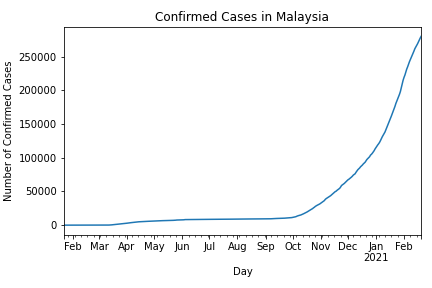 Confirmed Cases in Malaysia
Number of Confirmed Cases
250000
200000
150000
100000
50000
0
Feb Mar Apr May Jun Jul Aug Sep Oct Nov Dec Jan Feb
2021
Day